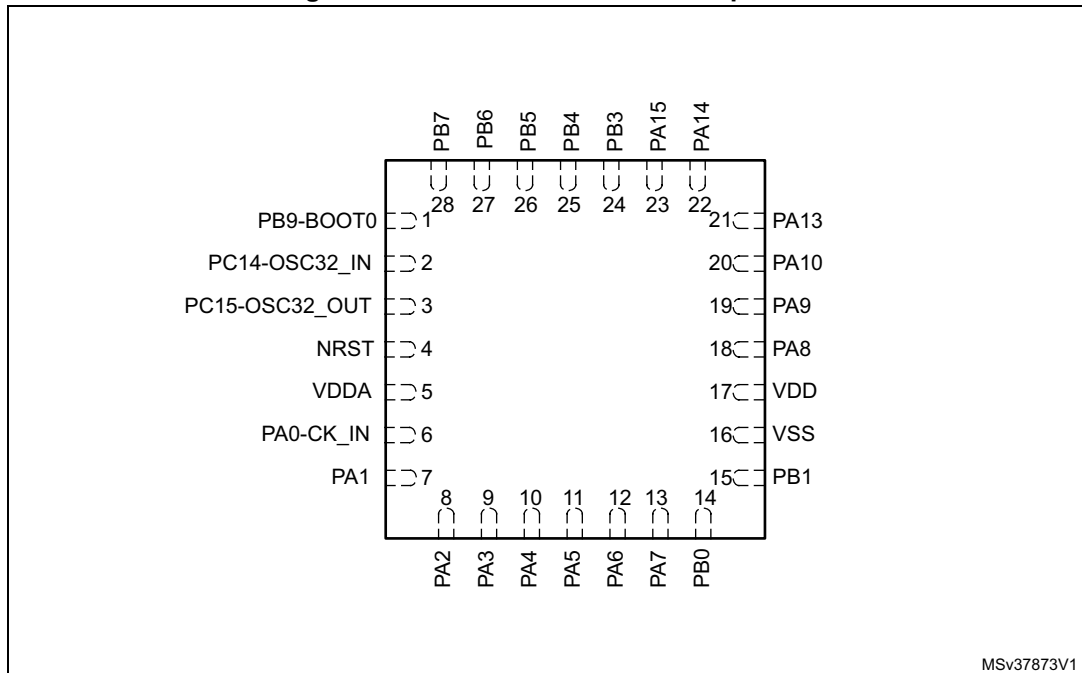 PB7 PB6 PB5 PB4 PB3 PA15 PA14
28 27 26 25 24 23 22
PB9-BOOT0 1 21 PA13
PC14-OSC32_IN 2 20 PA10
PC15-OSC32_OUT 3 19 PA9
NRST 4 18 PA8
VDDA 5 17 VDD
PA0-CK_IN 6 16 VSS
PA1 7 15 PB1
8 9 10 11 12 13 14
PA2 PA3 PA4 PA5 PA6 PA7 PB0
MSv37873V1